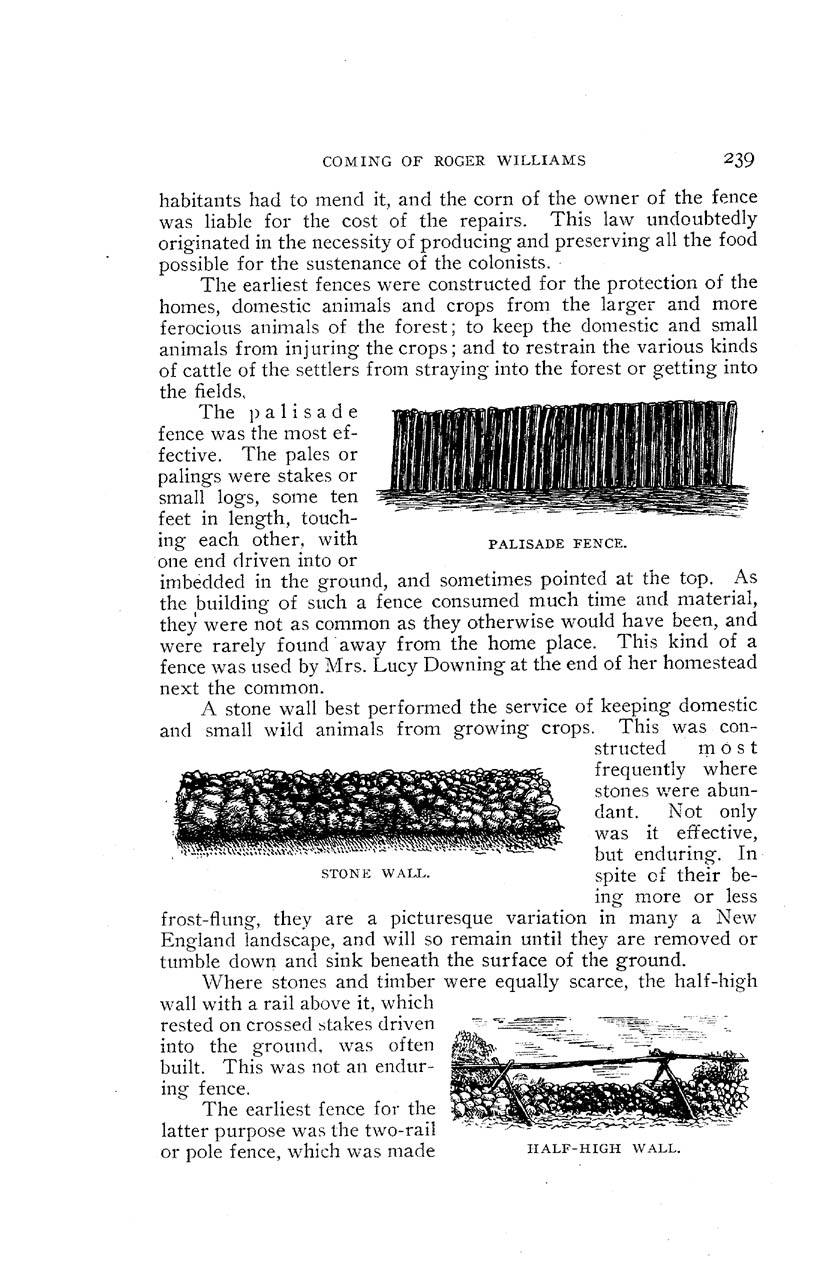 COMING OF ROGER WILLIAMS 239
habitants had to mend it, and the corn of the owner of the fence
was liable for the cost of the repairs. This law undoubtedly
originated in the necessity of producing and preserving all the food
possible for the sustenance of the colonists.
The earliest fences were constructed for the protection of the
homes, domestic animals and crops from the larger and more
ferocious animals of the forest; to keep the domestic and small
animals from injuring the crops; and to restrain the various kinds
of cattle of the settlers from straying into the forest or getting into
the fields.
The palisade
fence was the most ef-
fective. The pales or
palings were stakes or
small logs, some ten
feet in length, touch-
ing each other, with
one end driven into or
PALISADE FENCE.
imbedded in the ground, and sometimes pointed at the top. As
the building of such a fence consumed much time and material,
they were not as common as they otherwise would have been, and
were rarely found away from the home place. This kind of a
fence was used by Mrs. Lucy Downing at the end of her homestead
next the common.
A stone wall best performed the service of keeping domestic
and small wild animals from growing crops. This was con-
structed most
frequently where
stones were abun-
dant. Not only
was it effective,
but enduring. In
spite of their be-
ing more or less
STONE WALL.
frost-flung, they are a picturesque variation in many a New
England landscape, and will so remain until they are removed or
tumble down and sink beneath the surface of the ground.
Where stones and timber were equally scarce, the half-high
wall with a rail above it, which
rested on crossed stakes driven
into the ground, was often
built. This was not an endur-
ing fence.
The earliest fence for the
latter purpose was the two-rail
or pole fence, which was made
HALF-HIGH WALL.